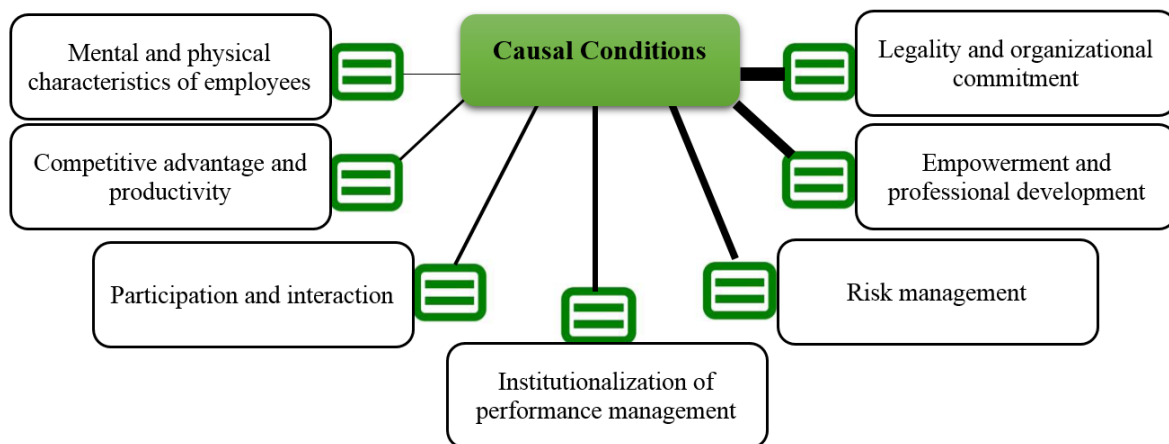 Causal Conditions
Mental and physical
characteristics of employees
Legality and organizational
commitment
Competitive advantage and
productivity
Empowerment and
professional development
Participation and interaction
Risk management
Institutionalization of
performance management